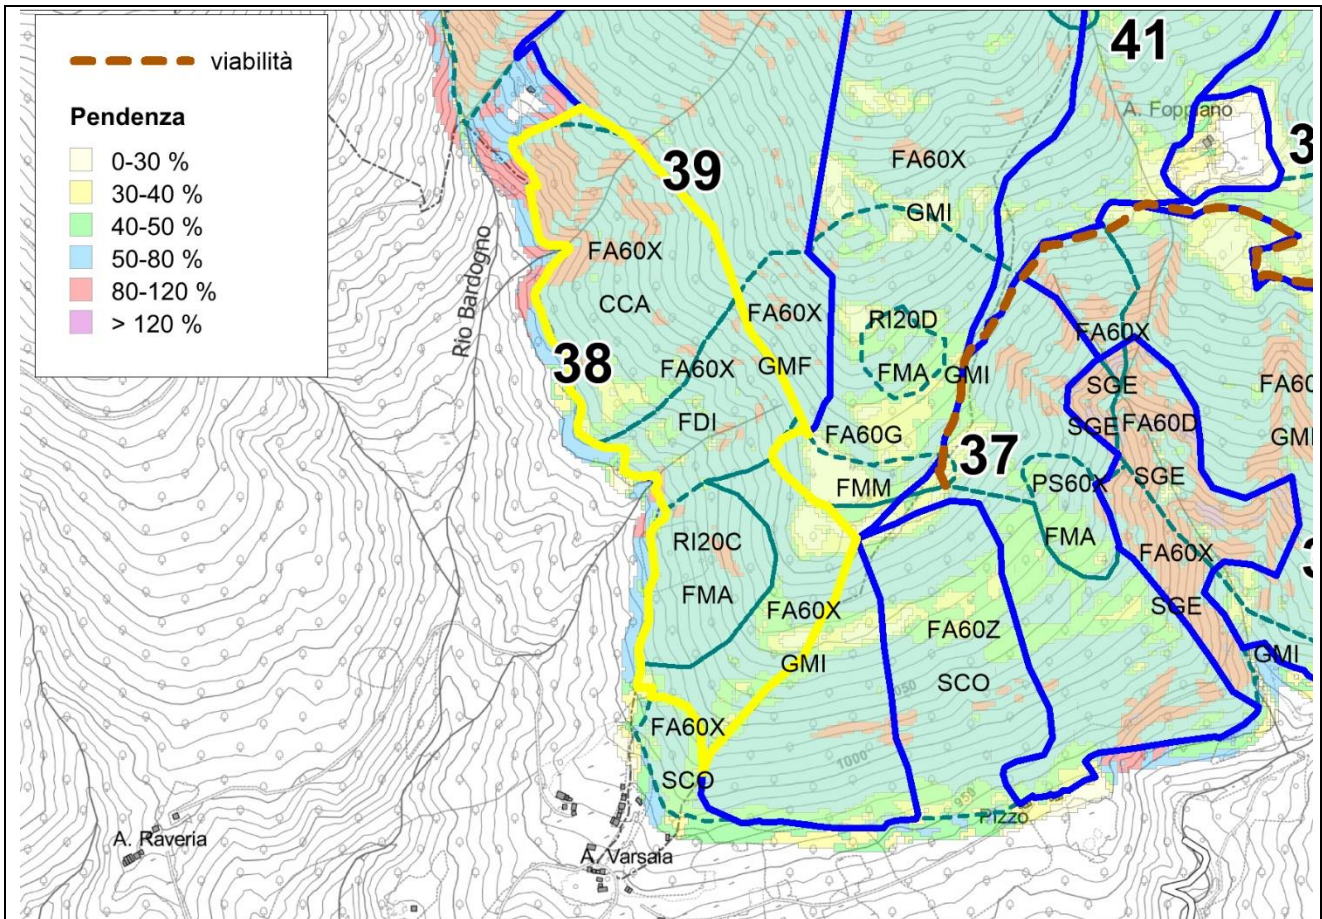 viabilità
Pendenza
0-30 %
30-40 %
40-50 %
50-80 %
80-120 %
> 120 %
41
A. Foppiano
3
39
FA60X
GMI
Rio Bardogno
FA60X
CCA
FA60X
GMF
RI20D
FMA
GMI
FA60X
38
FA60X
FDI
SGE
FA60
GMI
SGE
FA60D
SGE
FA60G
37
FMM
PS60X
FMA
RI20C
FMA
FA60X
SGE
3
FA60X
GMI
FA60Z
SCO
GMI
1050
FA60X
SCO
1000
950
Pizzo
A. Raveria
A. Varsaia